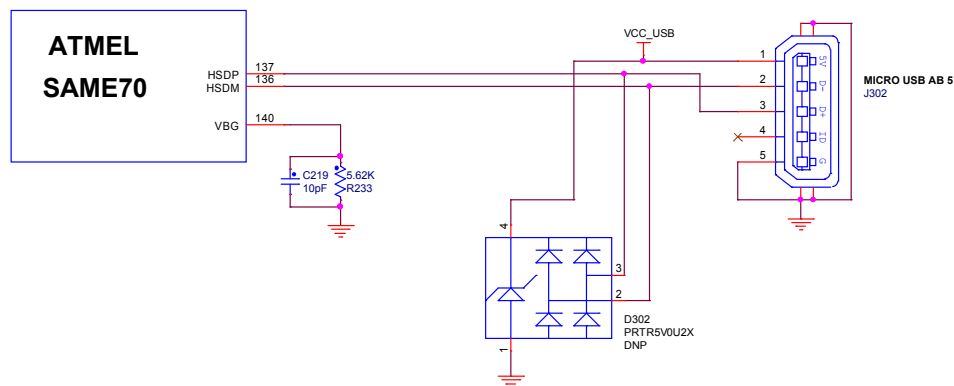 ATMEL
SAME70
HSDP
137
HSDM
136
VBG
140
C219
10pF
5.62K
R233
VCC_USB
1
2
3
4
5
5V
D-
D+
ID
G
MICRO USB AB 5
J302
4
3
2
1
D302
PRTR5V0U2X
DNP